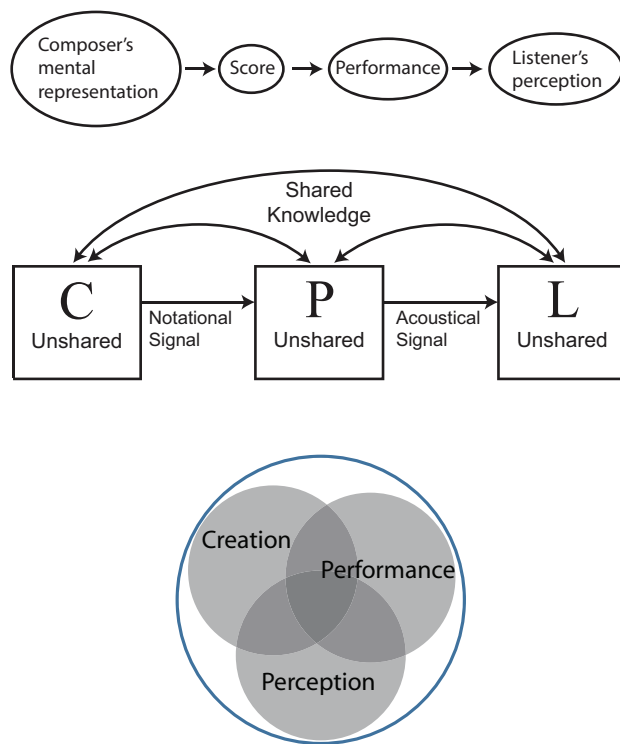 Composer's
mental
representation
Score
Performance
Listener's
perception
Shared
Knowledge
C
Unshared
Notational
Signal
P
Unshared
Acoustical
Signal
L
Unshared
Creation
Performance
Perception